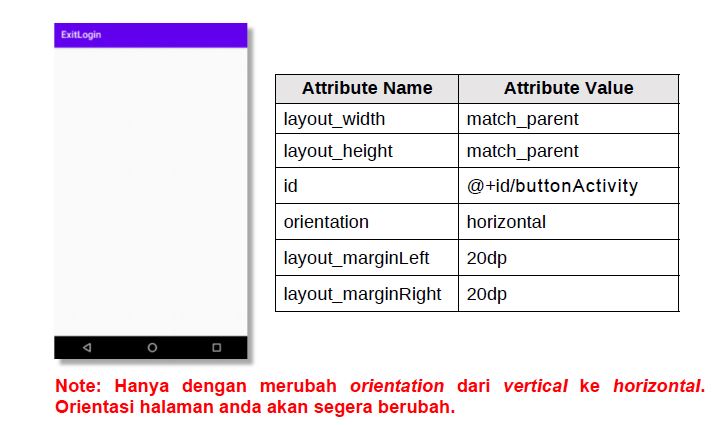 ExitLogin
Attribute Name Attribute Value
layout_width match_parent
layout_height match_parent
id @+id/buttonActivity
orientation horizontal
layout_marginLeft 20dp
layout_marginRight 20dp
Note: Hanya dengan merubah orientation dari vertical ke horizontal.
Orientasi halaman anda akan segera berubah.